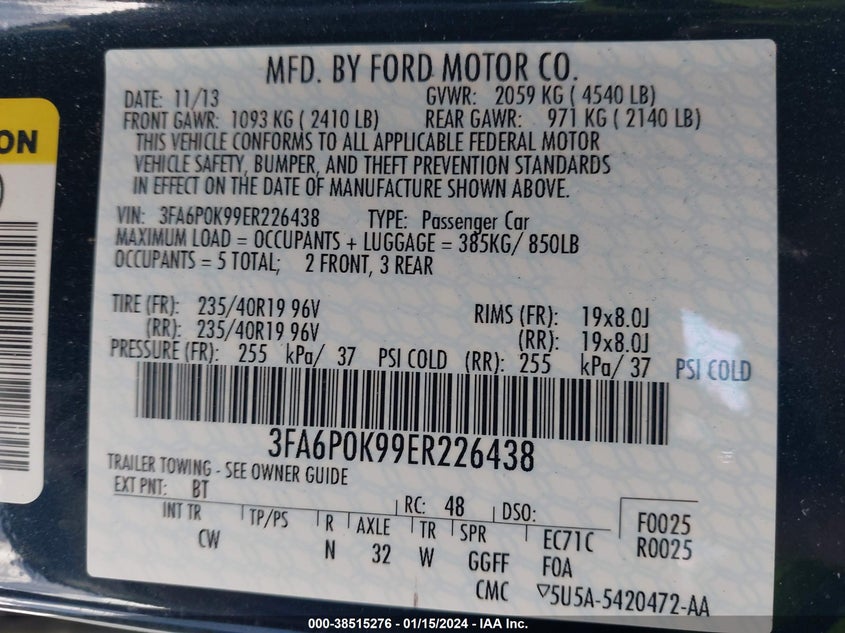 MFD. BY FORD MOTOR CO.
DATE: 11/13 GVWR: 2059 KG ( 4540 LB)
FRONT GAWR: 1093 KG ( 2410 LB) REAR GAWR: 971 KG ( 2140 LB)
THIS VEHICLE CONFORMS TO ALL APPLICABLE FEDERAL MOTOR
VEHICLE SAFETY, BUMPER, AND THEFT PREVENTION STANDARDS
IN EFFECT ON THE DATE OF MANUFACTURE SHOWN ABOVE.
VIN: 3FA6P0K99ER226438 TYPE: Passenger Car
MAXIMUM LOAD = OCCUPANTS + LUGGAGE = 385KG/ 850LB
OCCUPANTS = 5 TOTAL; 2 FRONT, 3 REAR
TIRE (FR): 235/40R19 96V RIMS (FR): 19x8.0J
(RR): 235/40R19 96V (RR): 19x8.0J
PRESSURE (FR): 255 kPa/ 37 PSI COLD (RR): 255 kPa/ 37 PSI COLD
3FA6P0K99ER226438
TRAILER TOWING - SEE OWNER GUIDE
EXT PNT: BT RC: 48 DSO:
INT TR TP/PS R AXLE TR SPR EC71C F0025
CW N 32 W GGFF FOA R0025
CMC ▽5U5A-5420472-AA
ON
000-38515276 - 01/15/2024 - IAA Inc.